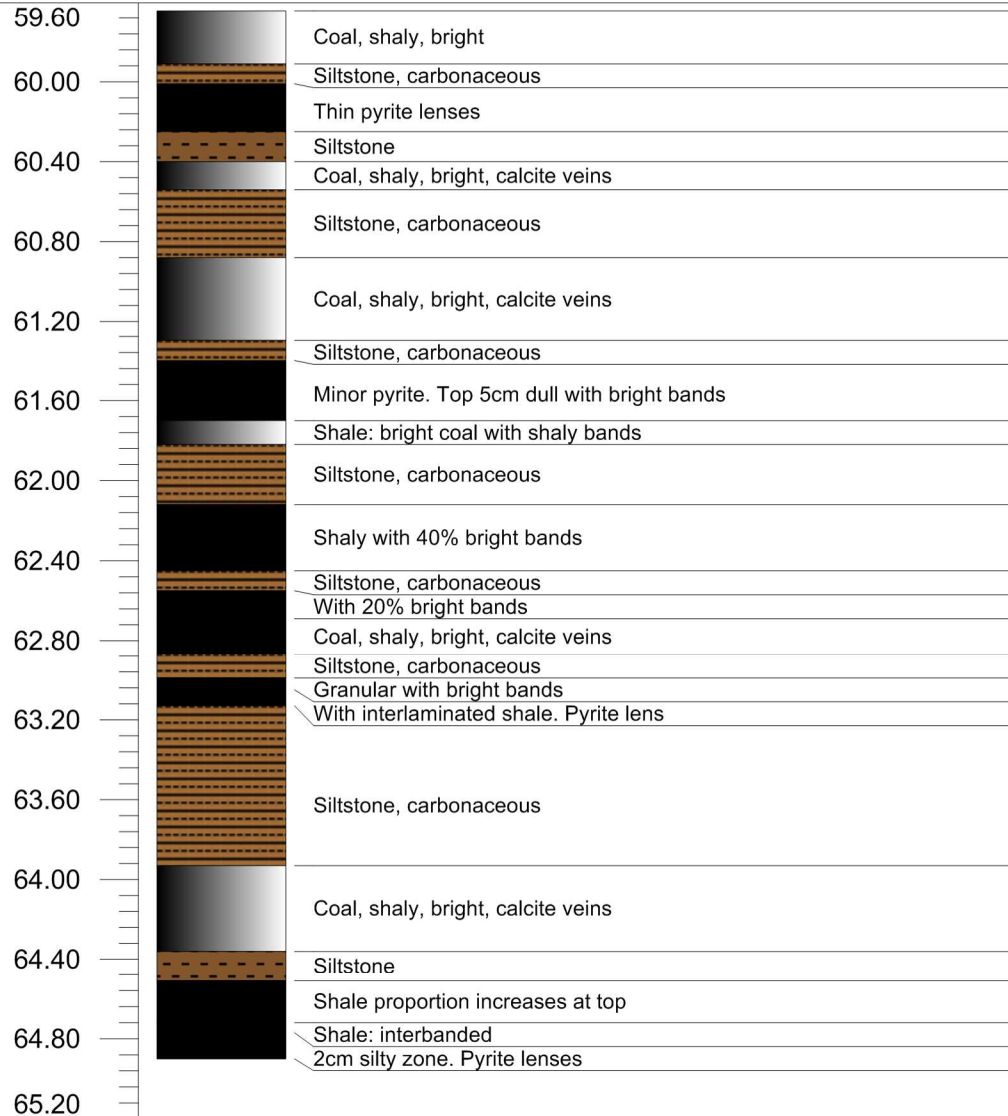 59.60
Coal, shaly, bright
Siltstone, carbonaceous
60.00
Thin pyrite lenses
Siltstone
60.40
Coal, shaly, bright, calcite veins
Siltstone, carbonaceous
60.80
Coal, shaly, bright, calcite veins
61.20
Siltstone, carbonaceous
Minor pyrite. Top 5cm dull with bright bands
61.60
Shale: bright coal with shaly bands
Siltstone, carbonaceous
62.00
Shaly with 40% bright bands
62.40
Siltstone, carbonaceous
With 20% bright bands
Coal, shaly, bright, calcite veins
62.80
Siltstone, carbonaceous
Granular with bright bands
With interlaminated shale. Pyrite lens
63.20
63.60
Siltstone, carbonaceous
64.00
Coal, shaly, bright, calcite veins
64.40
Siltstone
Shale proportion increases at top
Shale: interbanded
64.80
2cm silty zone. Pyrite lenses
65.20